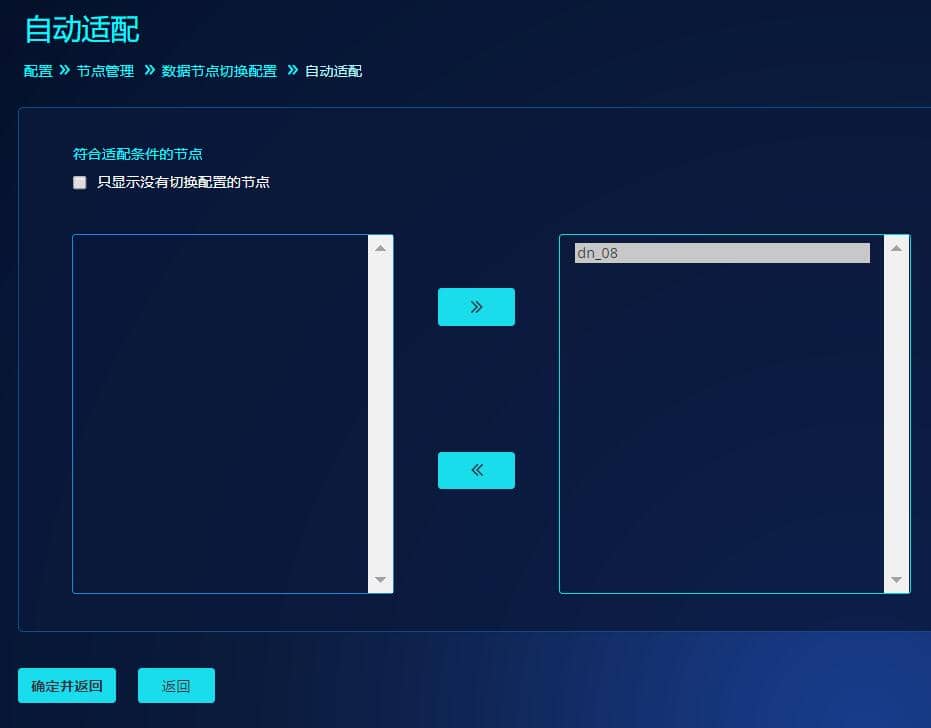 自动适配
配置 » 节点管理 » 数据节点切换配置 » 自动适配
符合适配条件的节点
只显示没有切换配置的节点
dn_08
»
«
确定并返回 返回